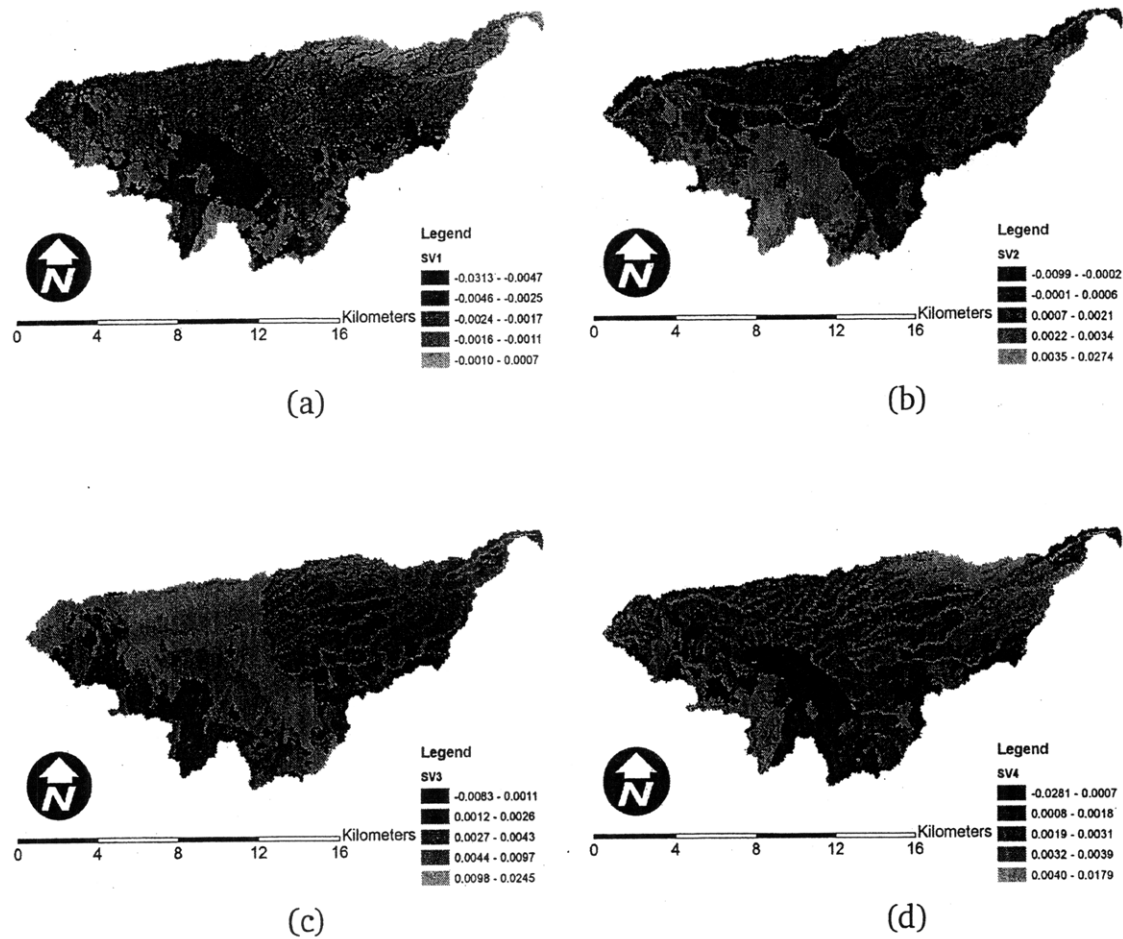 Legend
SV1
-0.0313 - -0.0047
-0.0046 - -0.0025
-0.0024 - -0.0017
-0.0016 - -0.0011
-0.0010 - 0.0007
N
Kilometers
0 4 8 12 16
(a)
Legend
SV2
-0.0099 - -0.0002
-0.0001 - 0.0006
0.0007 - 0.0021
0.0022 - 0.0034
0.0035 - 0.0274
N
Kilometers
0 4 8 12 16
(b)
Legend
SV3
-0.0083 - 0.0011
0.0012 - 0.0026
0.0027 - 0.0043
0.0044 - 0.0097
0.0098 - 0.0245
N
Kilometers
0 4 8 12 16
(c)
Legend
SV4
-0.0281 - 0.0007
0.0008 - 0.0018
0.0019 - 0.0031
0.0032 - 0.0039
0.0040 - 0.0179
N
Kilometers
0 4 8 12 16
(d)